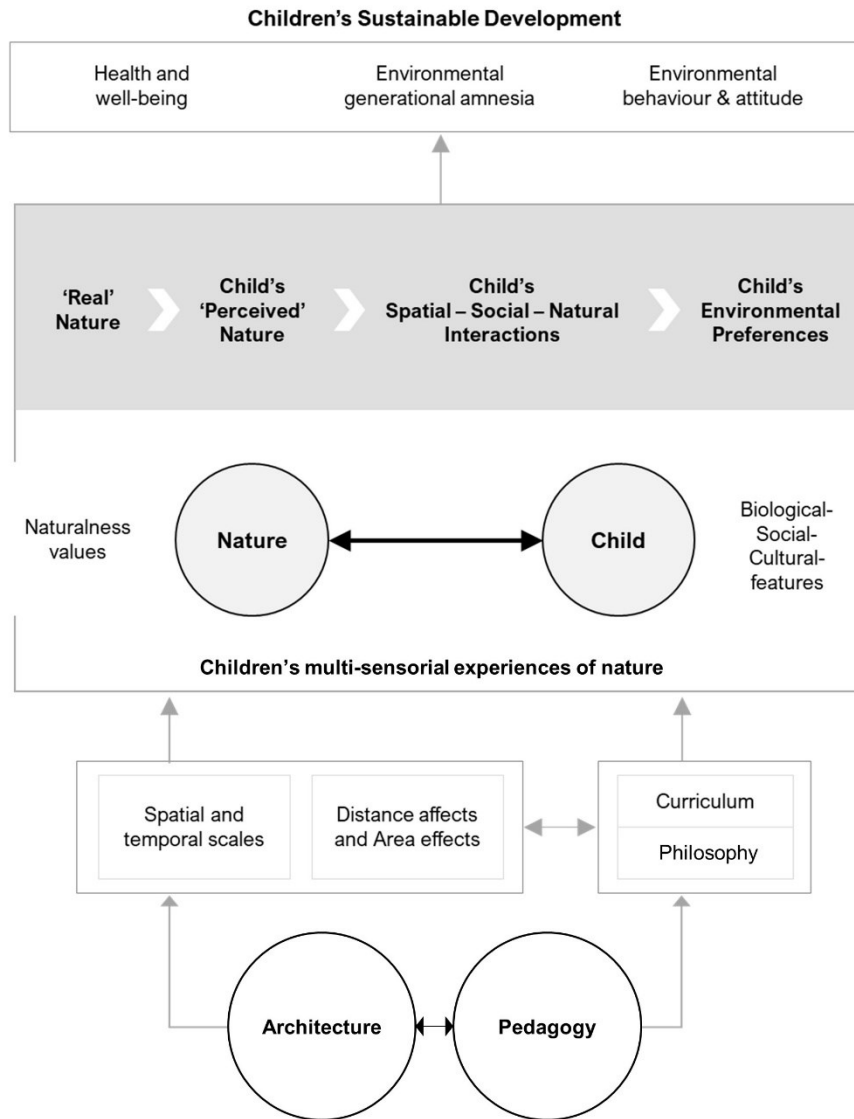 Children’s Sustainable Development
Health and
well-being
Environmental
generational amnesia
Environmental
behaviour & attitude
‘Real’
Nature
Child’s
‘Perceived’
Nature
Child’s
Spatial – Social – Natural
Interactions
Child’s
Environmental
Preferences
Naturalness
values
Nature
Child
Biological-
Social-
Cultural-
features
Children’s multi-sensorial experiences of nature
Spatial and
temporal scales
Distance affects
and Area effects
Curriculum
Philosophy
Architecture
Pedagogy